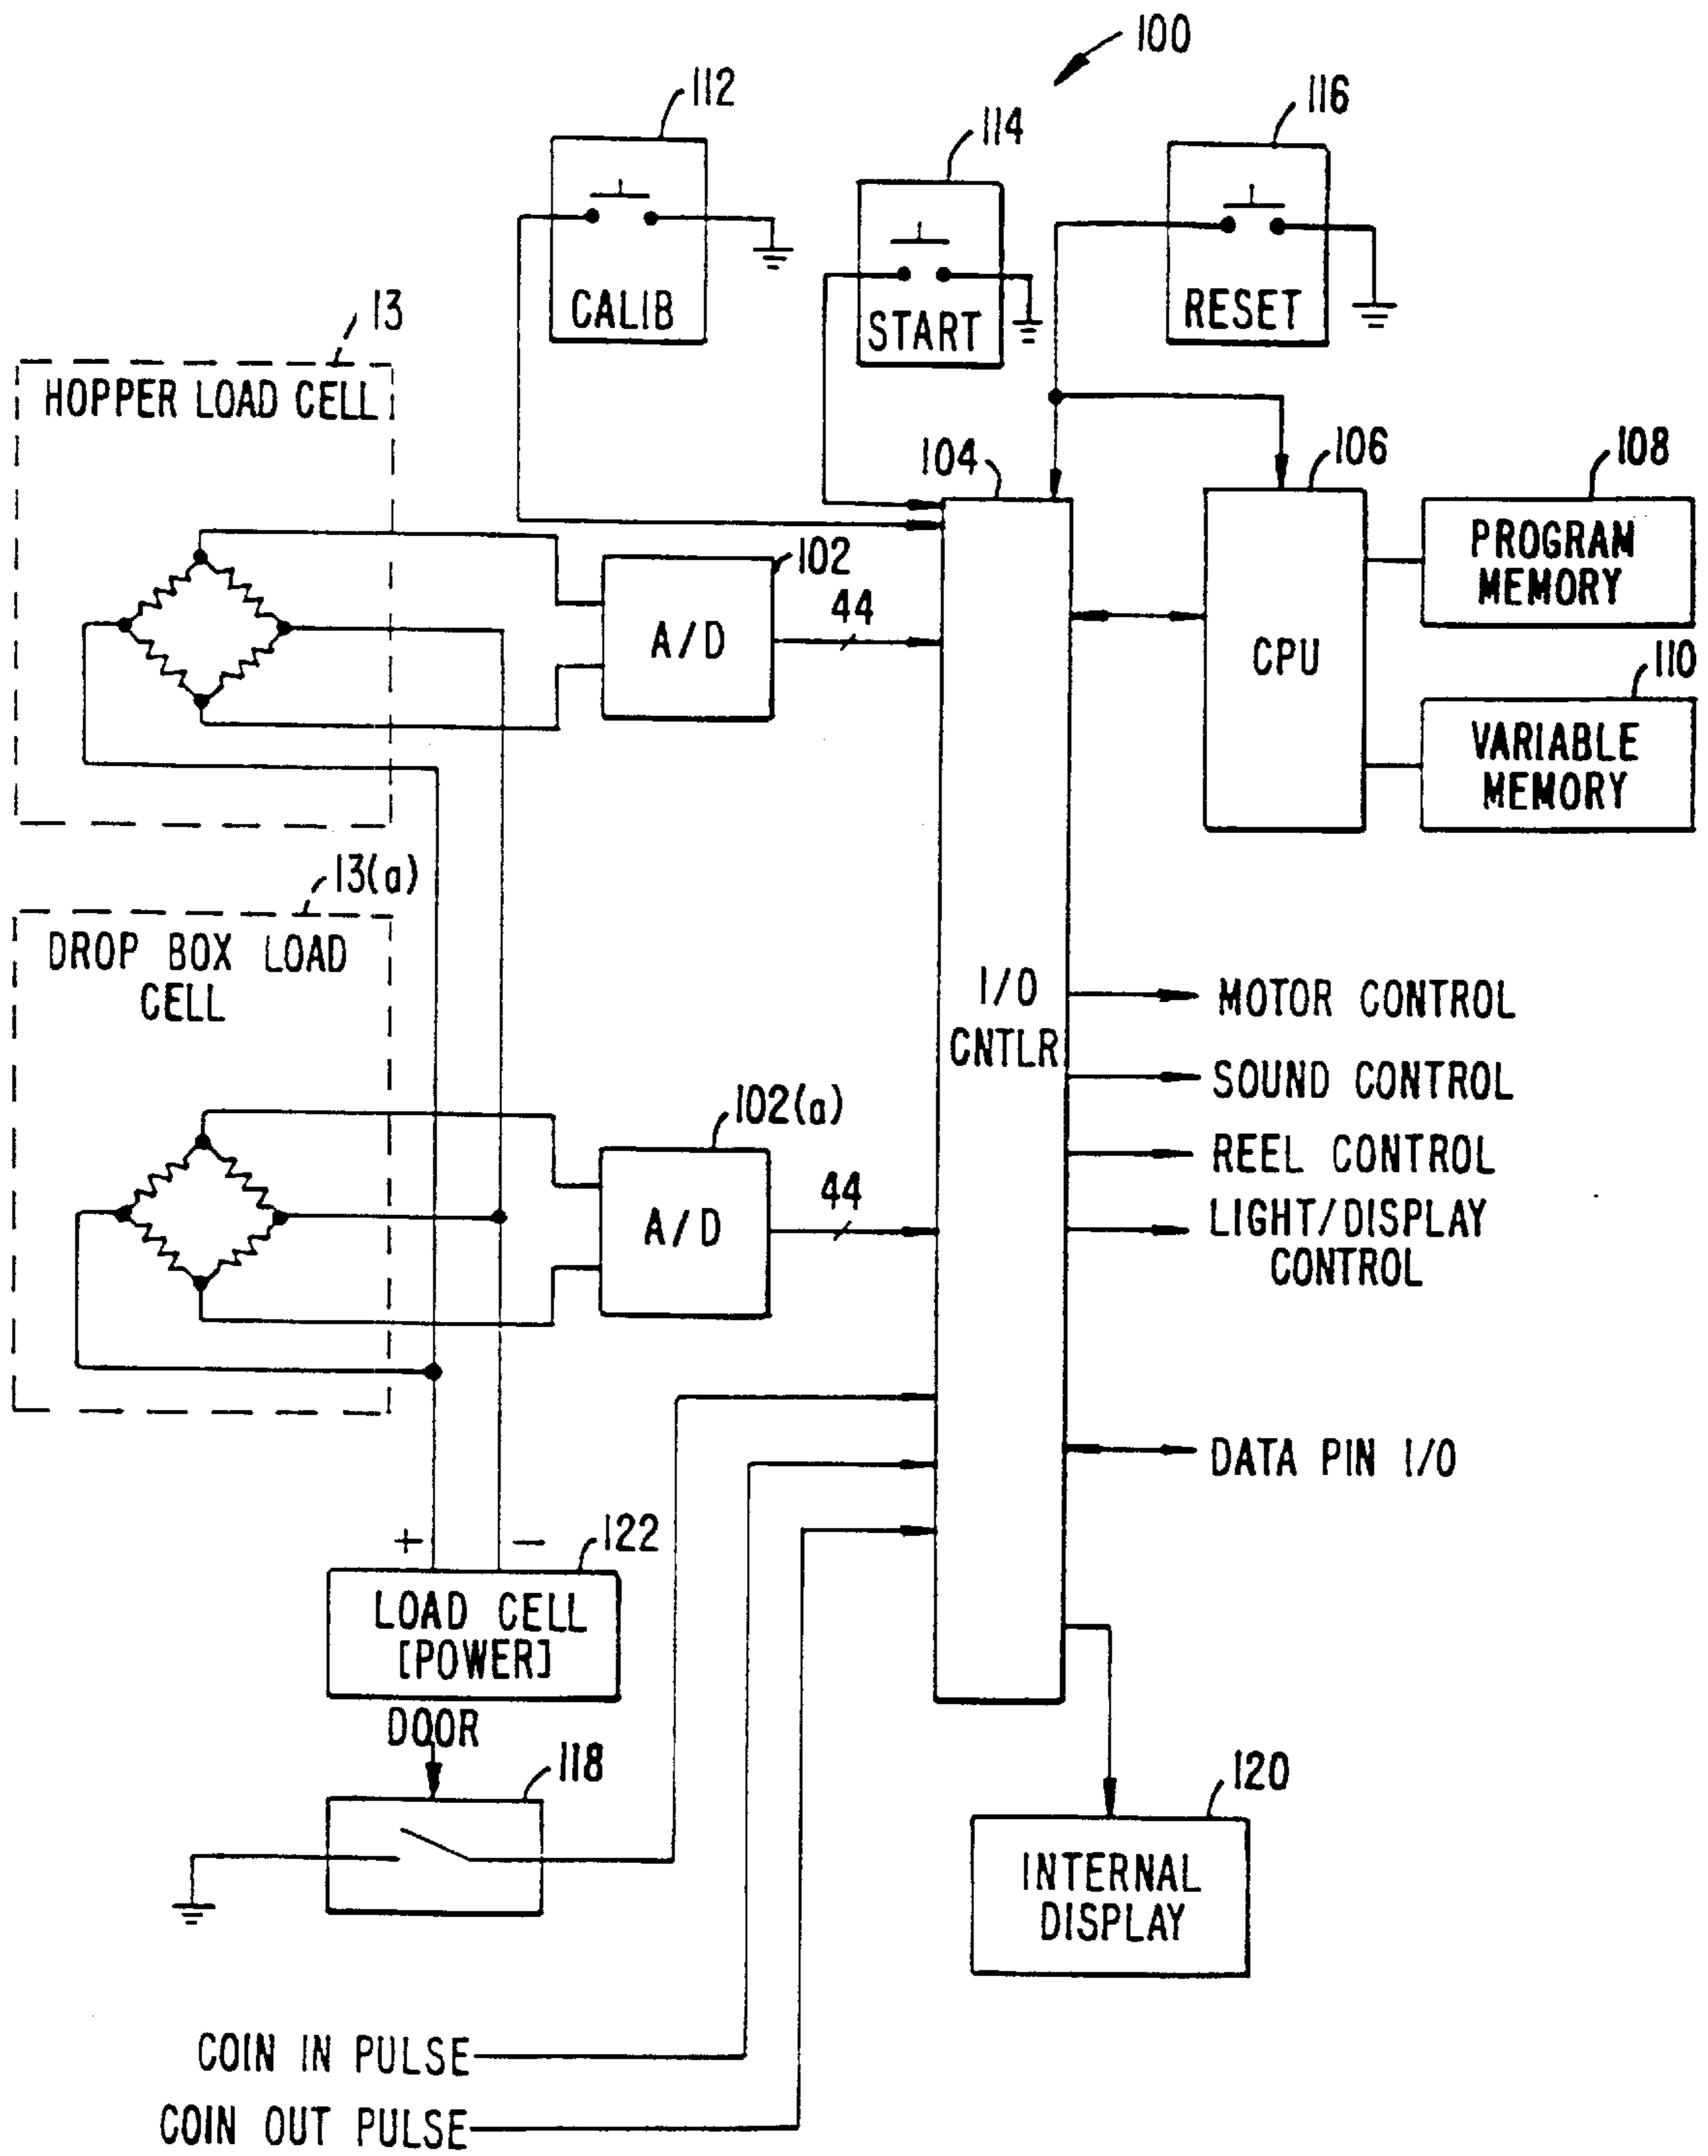 100
112
114
116
CALIB
START
RESET
13
HOPPER LOAD CELL
104
106
108
PROGRAM
MEMORY
102
44
A/D
CPU
110
VARIABLE
MEMORY
13(a)
DROP BOX LOAD
CELL
I/O
CNTLR
MOTOR CONTROL
SOUND CONTROL
REEL CONTROL
LIGHT/DISPLAY
CONTROL
102(a)
44
A/D
DATA PIN I/O
+
−
122
LOAD CELL
[POWER]
DOOR
118
120
INTERNAL
DISPLAY
COIN IN PULSE
COIN OUT PULSE